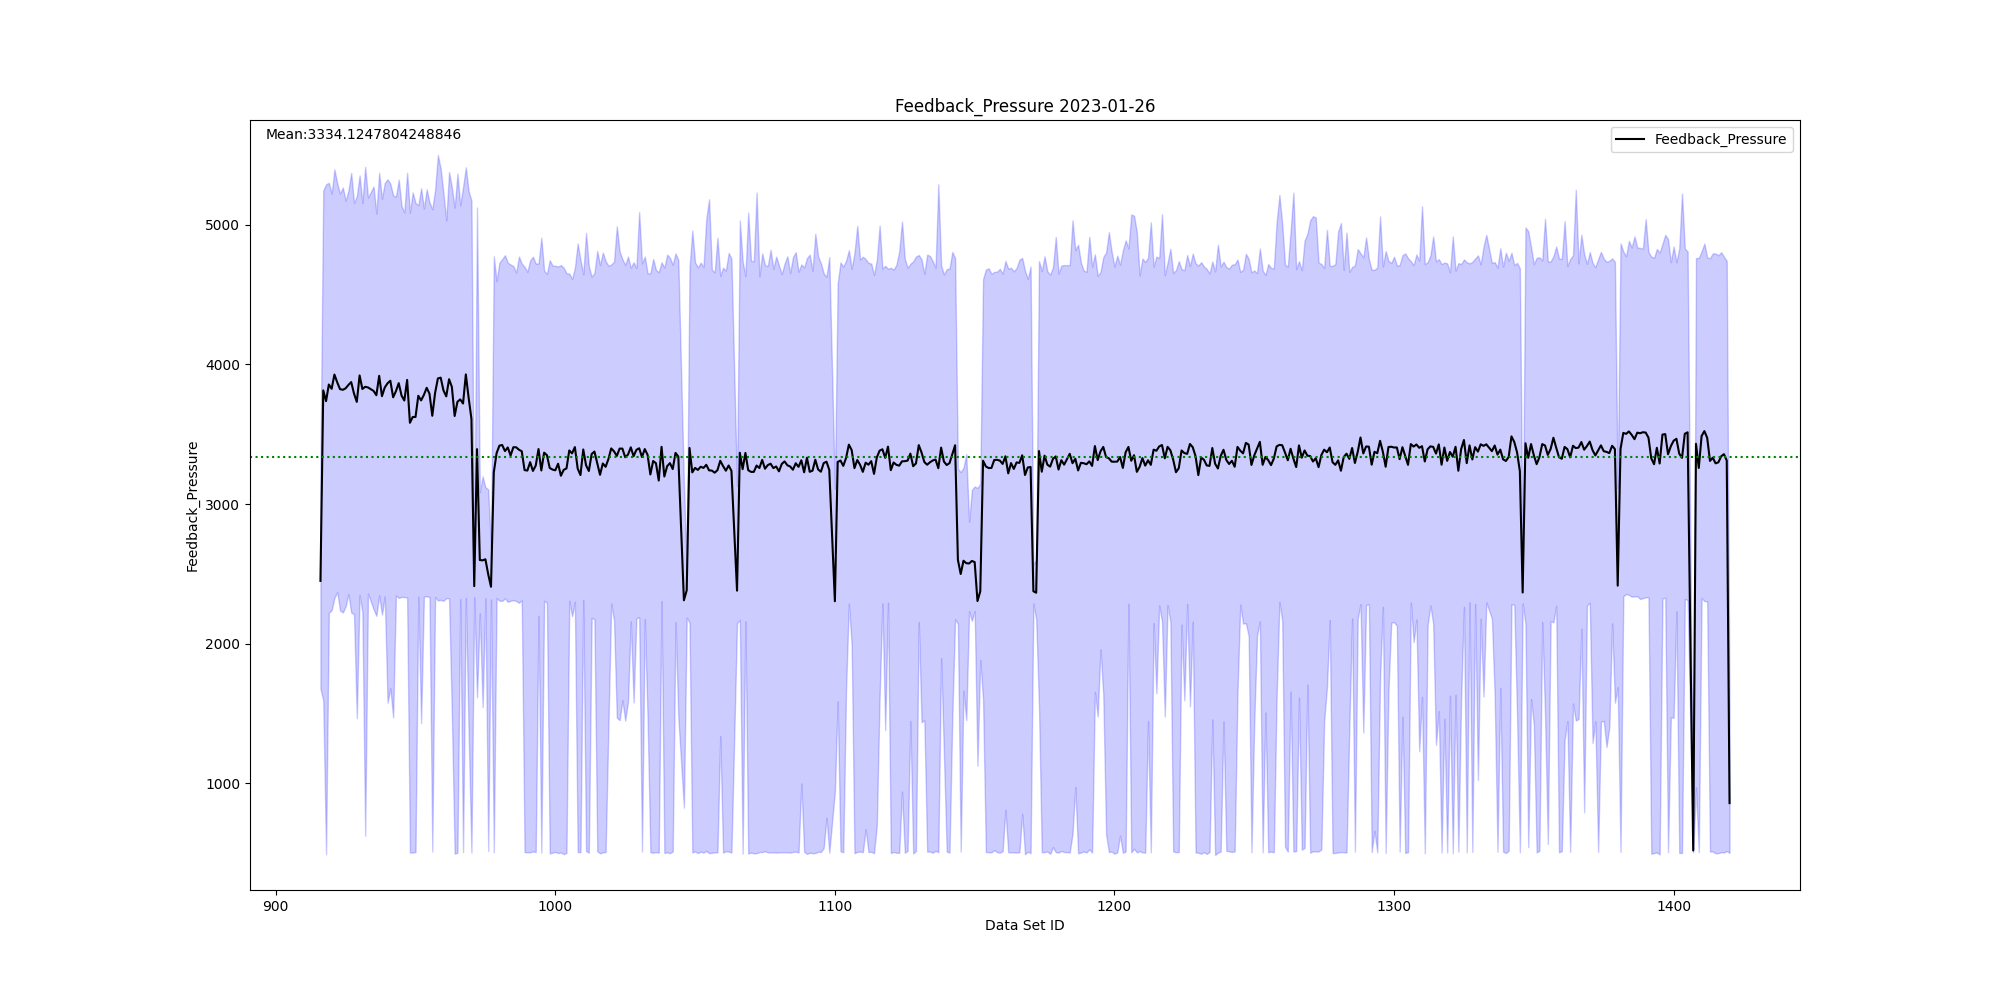 Feedback_Pressure 2023-01-26
Mean:3334.1247804248846
Feedback_Pressure
Feedback_Pressure
5000
4000
3000
2000
1000
900
1000
1100
1200
1300
1400
Data Set ID